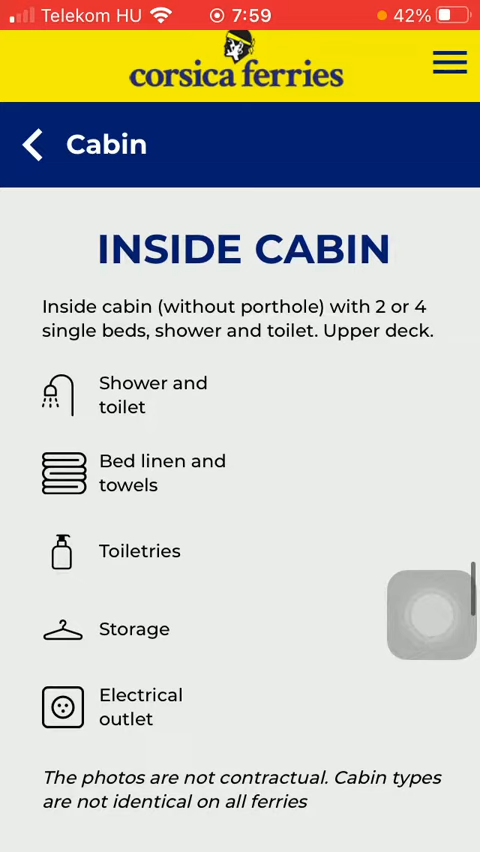 Telekom HU 7:59 42%
corsica ferries
Cabin
INSIDE CABIN
Inside cabin (without porthole) with 2 or 4
single beds, shower and toilet. Upper deck.
Shower and
toilet
Bed linen and
towels
Toiletries
Storage
Electrical
outlet
The photos are not contractual. Cabin types
are not identical on all ferries